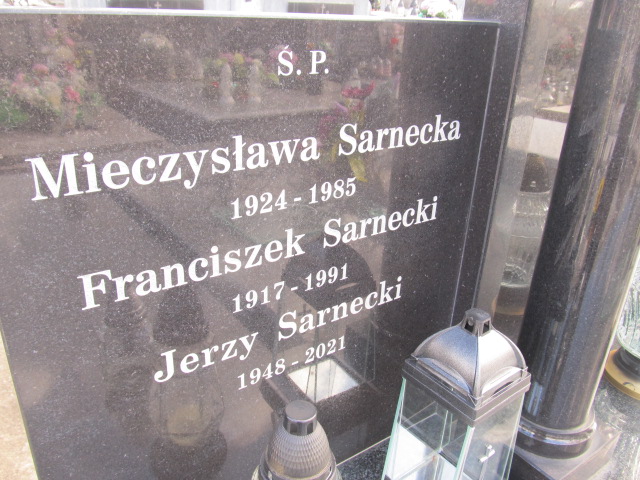 Ś. P.
Mieczysława Sarnecka
1924 - 1985
Franciszek Sarnecki
1917 - 1991
Jerzy Sarnecki
1948 - 2021